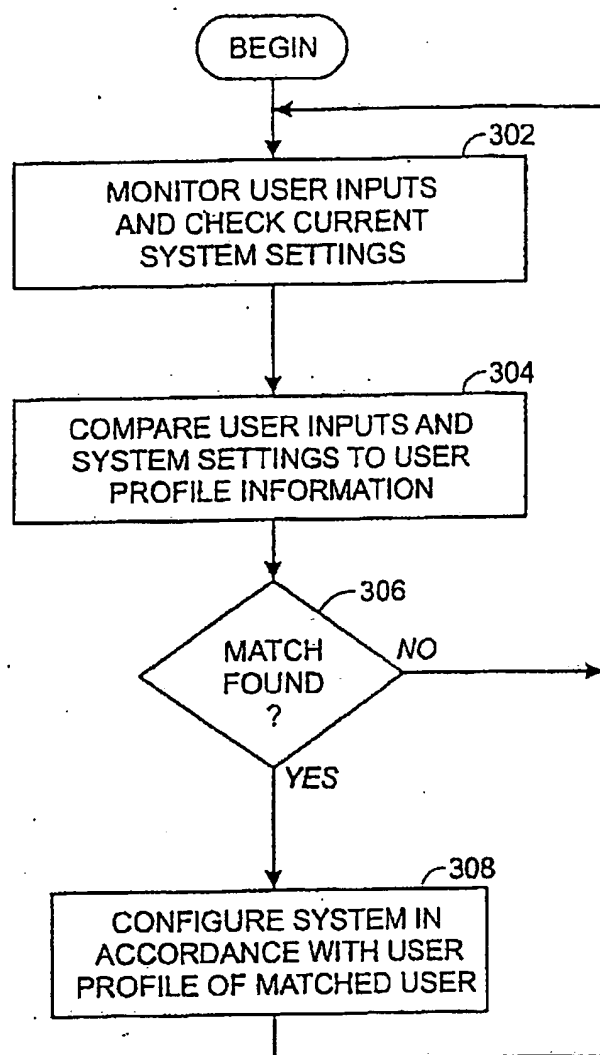 BEGIN
302
MONITOR USER INPUTS
AND CHECK CURRENT
SYSTEM SETTINGS
304
COMPARE USER INPUTS AND
SYSTEM SETTINGS TO USER
PROFILE INFORMATION
306
MATCH
FOUND
?
NO
YES
308
CONFIGURE SYSTEM IN
ACCORDANCE WITH USER
PROFILE OF MATCHED USER